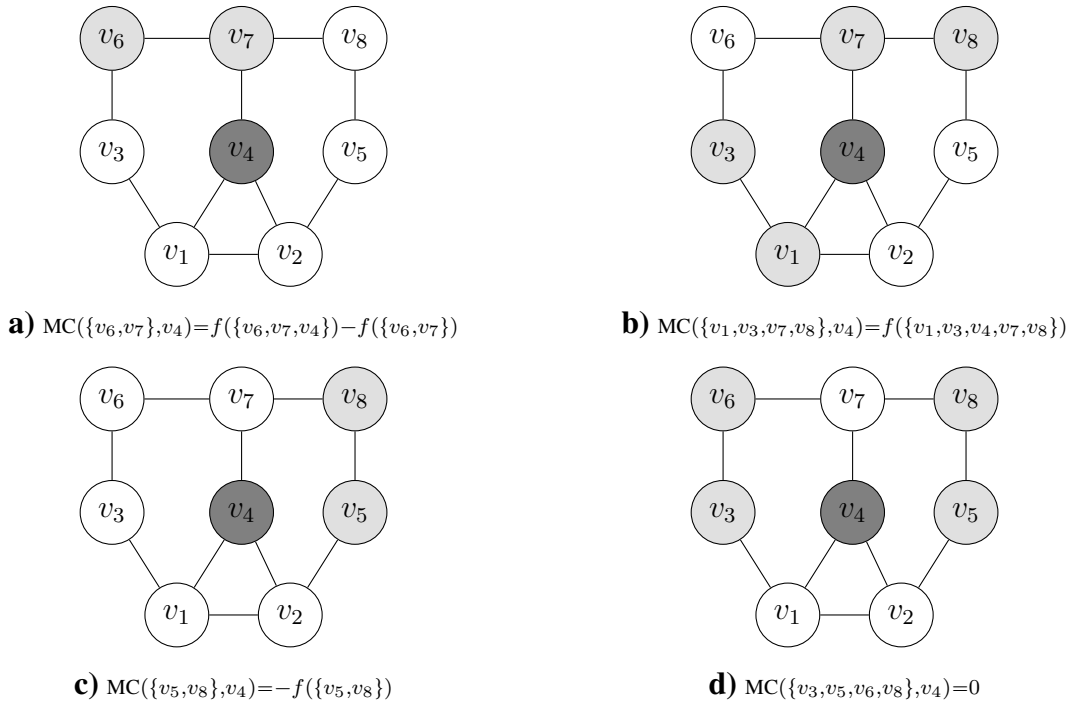 v6 v7 v8 v6 v7 v8
v3 v4 v5 v3 v4 v5
v1 v2 v1 v2
a) MC({v6,v7},v4)=f({v6,v7,v4})−f({v6,v7})
b) MC({v1,v3,v7,v8},v4)=f({v1,v3,v4,v7,v8})
v6 v7 v8 v6 v7 v8
v3 v4 v5 v3 v4 v5
v1 v2 v1 v2
c) MC({v5,v8},v4)=−f({v5,v8})
d) MC({v3,v5,v6,v8},v4)=0